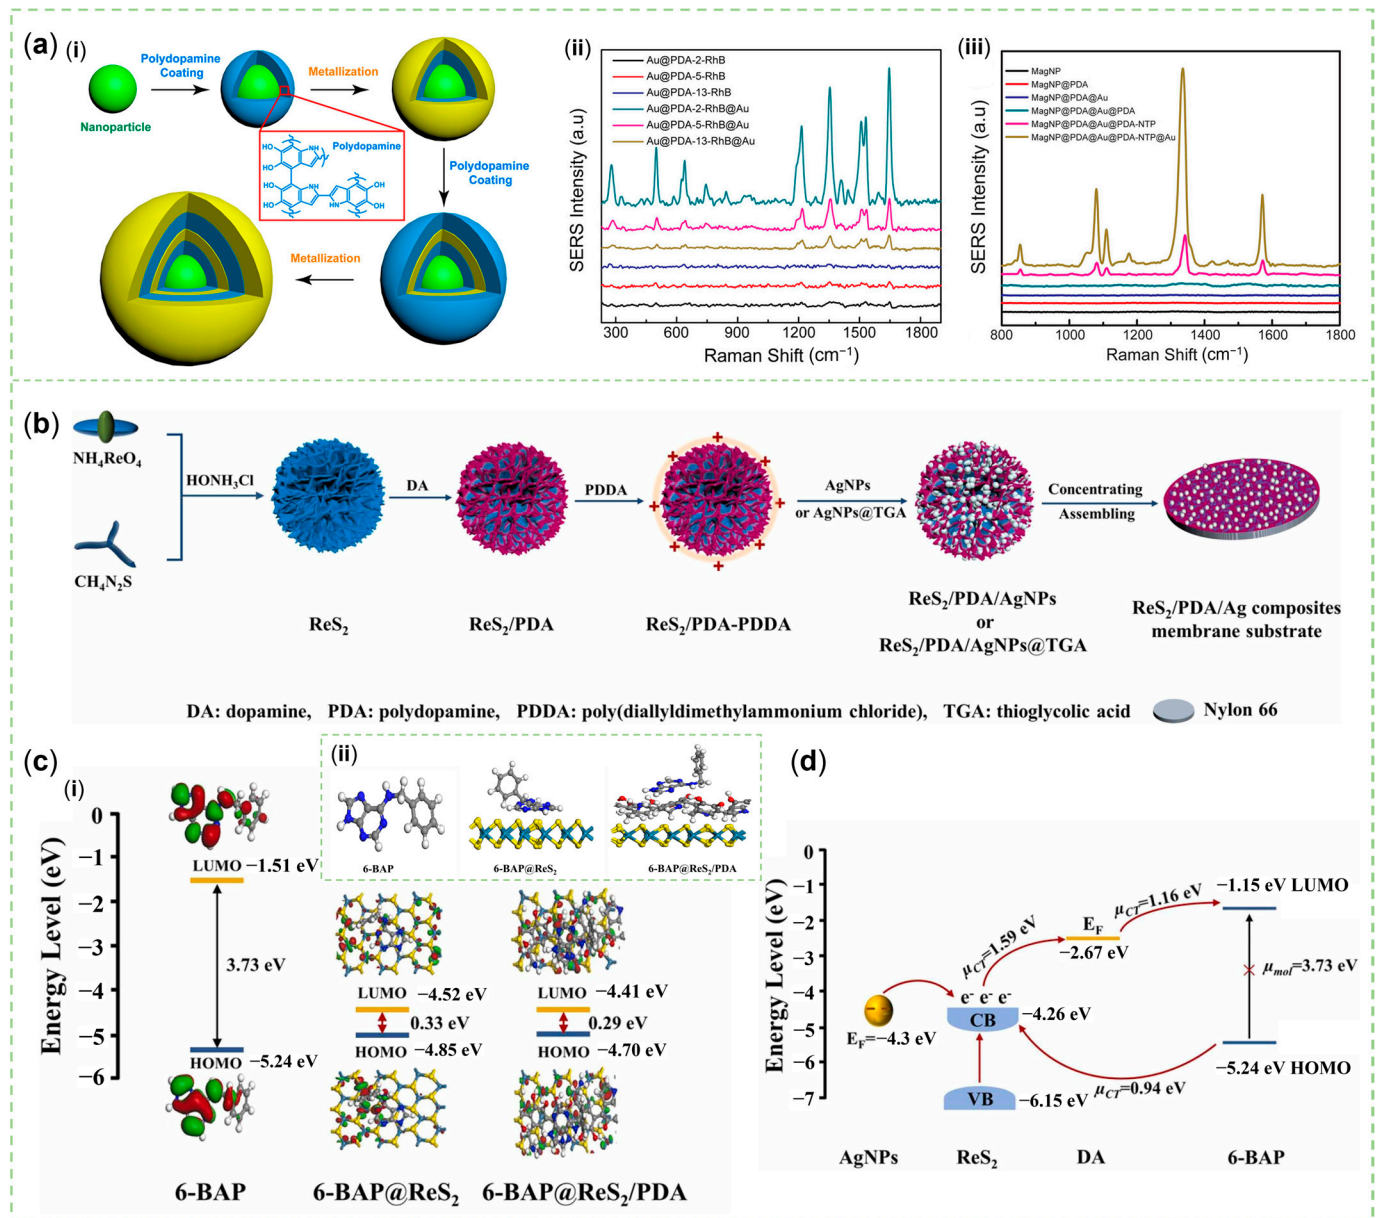 (a)
(i)
Polydopamine
Coating
Metallization
Nanoparticle
Polydopamine
OH
HO
NH
HN
Polydopamine
Coating
Metallization
(ii)
SERS Intensity (a.u)
Au@PDA-2-RhB
Au@PDA-5-RhB
Au@PDA-13-RhB
Au@PDA-2-RhB@Au
Au@PDA-5-RhB@Au
Au@PDA-13-RhB@Au
300 600 900 1200 1500 1800
Raman Shift (cm⁻¹)
(iii)
SERS Intensity (a.u)
MagNP
MagNP@PDA
MagNP@PDA@Au
MagNP@PDA@Au@PDA
MagNP@PDA@Au@PDA-NTP
MagNP@PDA@Au@PDA-NTP@Au
800 1000 1200 1400 1600 1800
Raman Shift (cm⁻¹)
(b)
NH₄ReO₄
CH₄N₂S
HONH₃Cl
DA
PDDA
AgNPs
or AgNPs@TGA
Concentrating
Assembling
ReS₂
ReS₂/PDA
ReS₂/PDA-PDDA
ReS₂/PDA/AgNPs
or
ReS₂/PDA/AgNPs@TGA
ReS₂/PDA/Ag composites
membrane substrate
DA: dopamine, PDA: polydopamine, PDDA: poly(diallyldimethylammonium chloride), TGA: thioglycolic acid
Nylon 66
(c)
(i)
Energy Level (eV)
0
−1
−2
−3
−4
−5
−6
LUMO −1.51 eV
3.73 eV
HOMO −5.24 eV
6-BAP
(ii)
6-BAP
6-BAP@ReS₂
6-BAP@ReS₂/PDA
LUMO −4.52 eV
0.33 eV
HOMO −4.85 eV
6-BAP@ReS₂
LUMO −4.41 eV
0.29 eV
HOMO −4.70 eV
6-BAP@ReS₂/PDA
(d)
Energy Level (eV)
0
−1
−2
−3
−4
−5
−6
−7
E_F=−4.3 eV
μ_CT=1.59 eV
e⁻ e⁻ e⁻
CB
−4.26 eV
VB
−6.15 eV
E_F
−2.67 eV
μ_CT=1.16 eV
−1.15 eV LUMO
μ_mol=3.73 eV
−5.24 eV HOMO
μ_CT=0.94 eV
AgNPs
ReS₂
DA
6-BAP